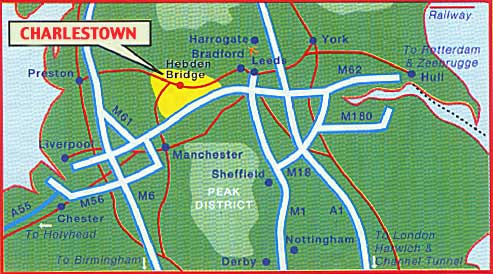 Railway
CHARLESTOWN
Harrogate
York
Bradford
Leeds
To Rotterdam
& Zeebrugge
Hebden
Bridge
Preston
M62
Hull
M61
M180
Liverpool
Manchester
Sheffield
M18
PEAK
DISTRICT
A55
M56
M6
Chester
M1
A1
To Holyhead
Nottingham
To London
Harwich &
Channel Tunnel
To Birmingham
Derby